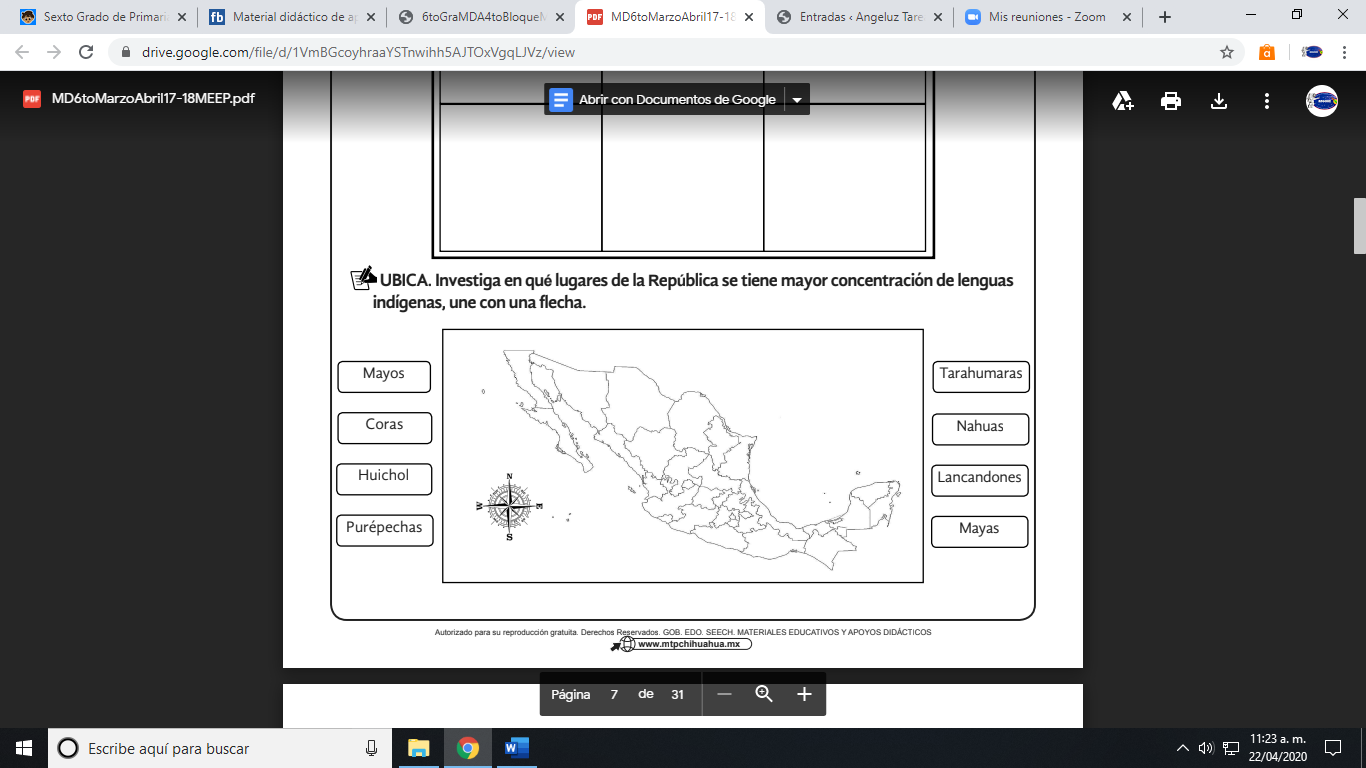 Sexto Grado de Primari
Material didáctico de a
6toGraMDA4toBloqueM
MD6toMarzoAbril17-18
Entradas ‹ Angeluz Tare
Mis reuniones - Zoom
drive.google.com/file/d/1VmBGcoyhraaYSTnwihh5AJTOxVgqLJVz/view
PDF MD6toMarzoAbril17-18MEEP.pdf
Abrir con Documentos de Google
UBICA. Investiga en qué lugares de la República se tiene mayor concentración de lenguas
indígenas, une con una flecha.
Mayos
Coras
Huichol
Purépechas
N
W
E
S
Tarahumaras
Nahuas
Lancandones
Mayas
Autorizado para su reproducción gratuita. Derechos Reservados. GOB. EDO. SEECH. MATERIALES EDUCATIVOS Y APOYOS DIDÁCTICOS
www.mtpchihuahua.mx
Página 7 de 31
Escribe aquí para buscar
11:23 a. m.
22/04/2020